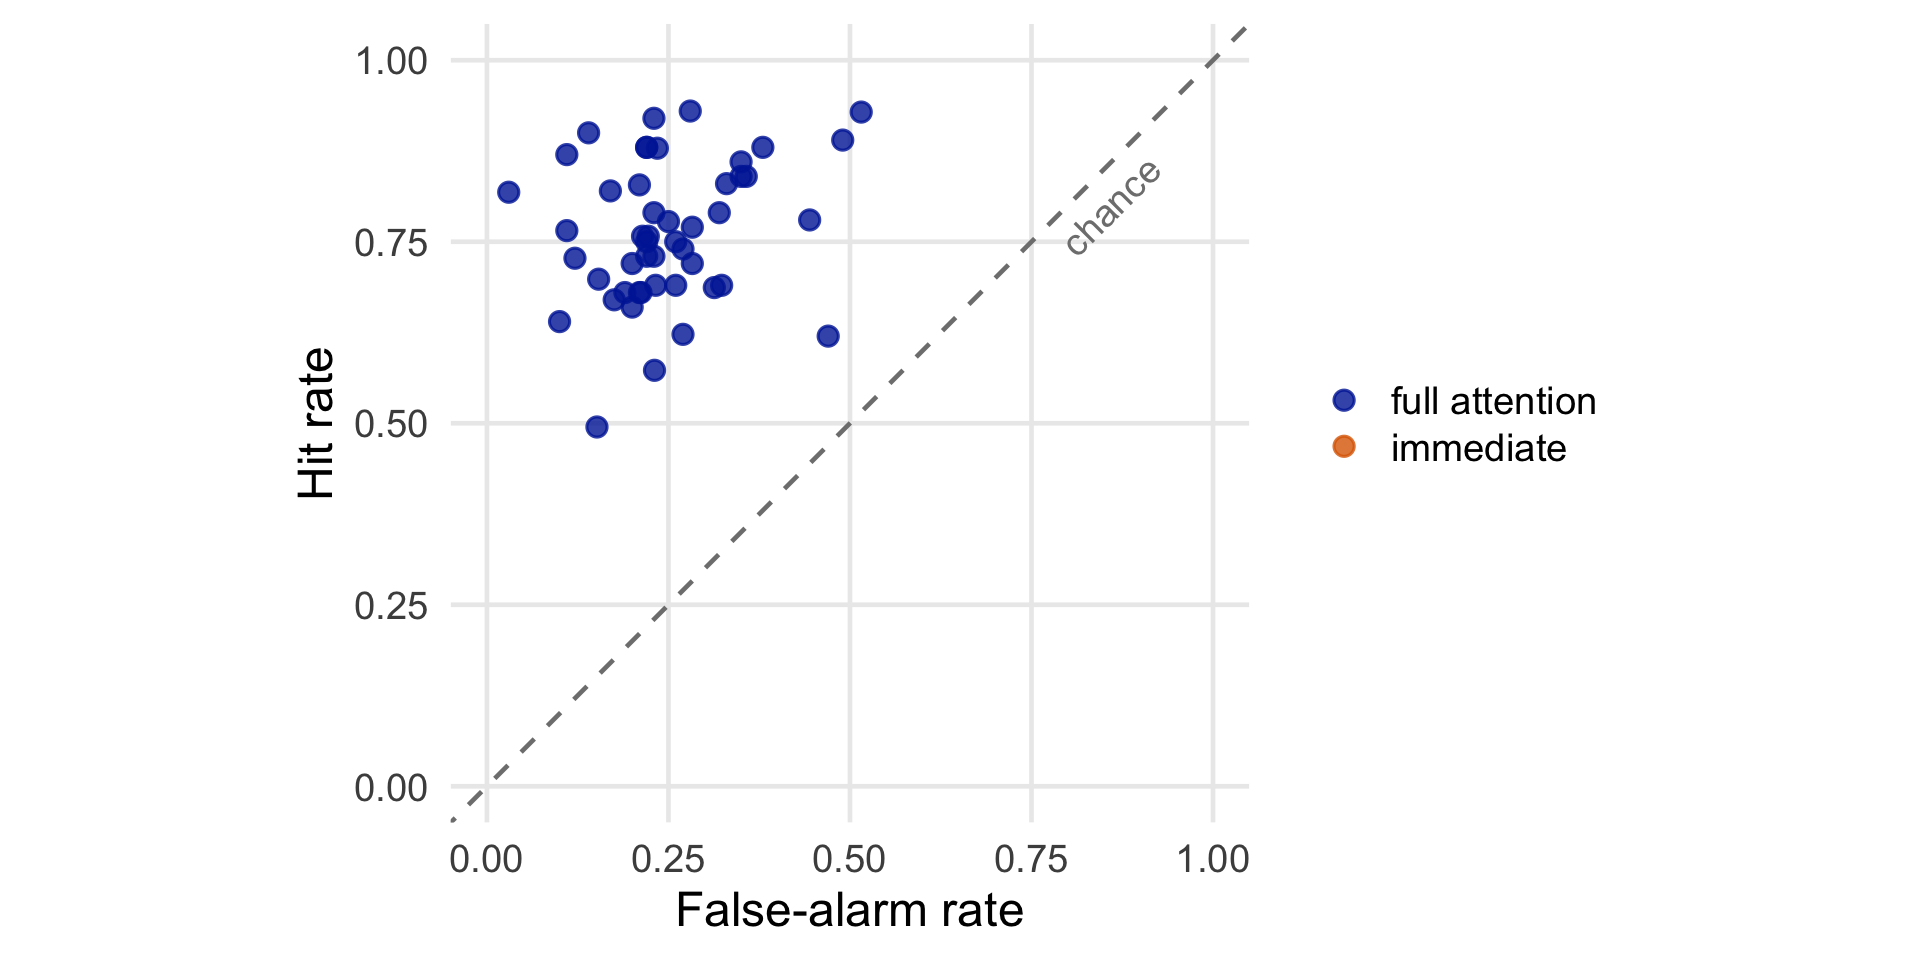 1.00
0.75
0.50
0.25
0.00
Hit rate
chance
0.00 0.25 0.50 0.75 1.00
False-alarm rate
full attention
immediate